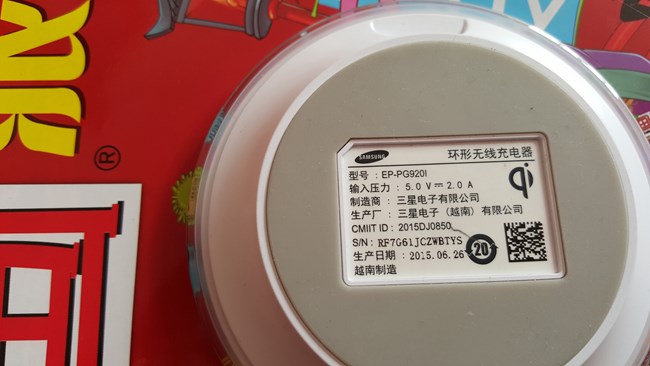 ®
SAMSUNG 环形无线充电器
型号 : EP-PG920I
输入压力 : 5.0 V⎓2.0 A
制造商 : 三星电子有限公司
生产厂 : 三星电子 (越南) 有限公司
CMIIT ID : 2015DJ0850
S/N : RF7G61JCZWBTYS
生产日期 : 2015.06.26
越南制造
qi
20